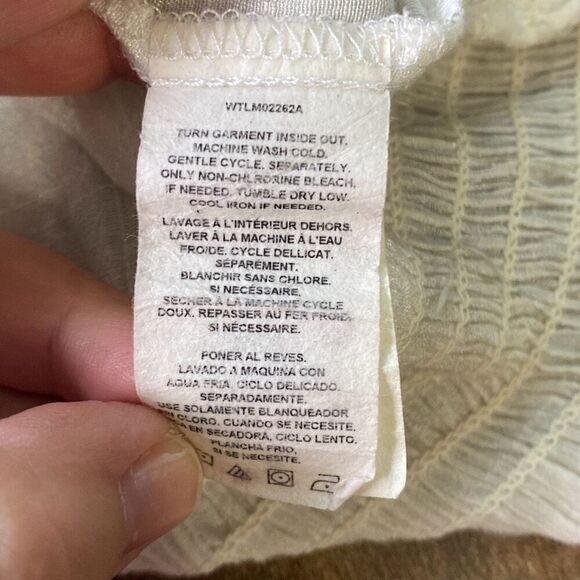 WTLM02262A
TURN GARMENT INSIDE OUT.
MACHINE WASH COLD.
GENTLE CYCLE. SEPARATELY.
ONLY NON-CHLORINE BLEACH,
IF NEEDED. TUMBLE DRY LOW.
COOL IRON IF NEEDED.
LAVAGE À L'INTÉRIEUR DEHORS.
LAVER À LA MACHINE À L'EAU
FROIDE. CYCLE DELLICAT.
SÉPARÉMENT.
BLANCHIR SANS CHLORE.
SI NÉCESSAIRE.
SÉCHER À LA MACHINE CYCLE
DOUX. REPASSER AU FER FROID.
SI NÉCESSAIRE.
PONER AL REVES.
LAVADO A MAQUINA CON
AGUA FRIA. CICLO DELICADO.
SEPARADAMENTE.
USE SOLAMENTE BLANQUEADOR
SIN CLORO. CUANDO SE NECESITE.
EN SECADORA, CICLO LENTO.
PLANCHA FRIO,
SI SE NECESITE.